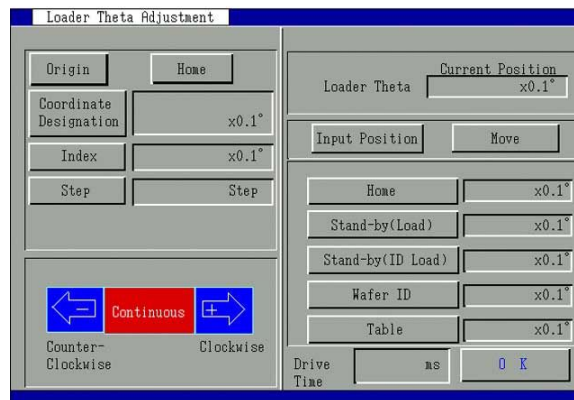 Loader Theta Adjustment
Origin
Home
Coordinate
Designation
x0.1°
Index
x0.1°
Step
Step
Continuous
Counter-
Clockwise
Clockwise
Current Position
Loader Theta
x0.1°
Input Position
Move
Home
x0.1°
Stand-by(Load)
x0.1°
Stand-by(ID Load)
x0.1°
Wafer ID
x0.1°
Table
x0.1°
Drive
Time
ms
O K